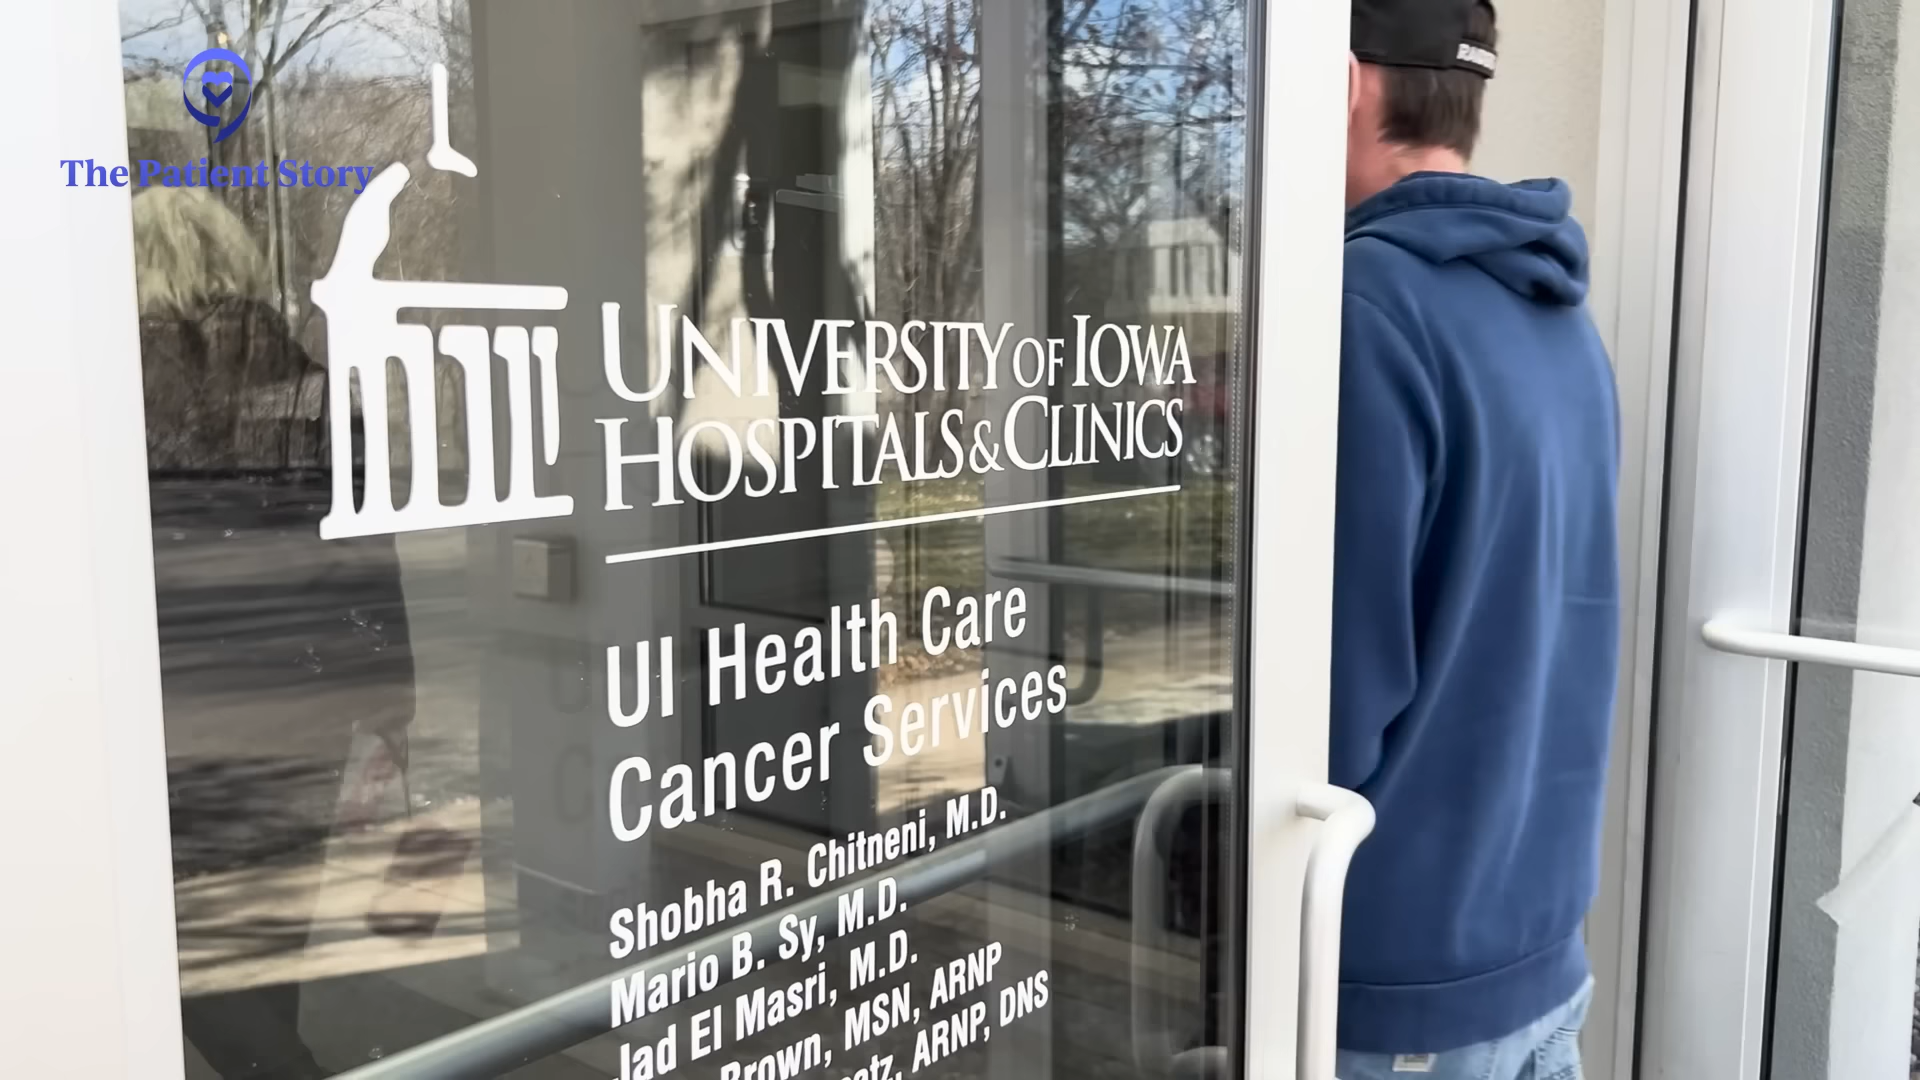 The Patient Story
UNIVERSITY OF IOWA
HOSPITALS & CLINICS
UI Health Care
Cancer Services
Shobha R. Chitneni, M.D.
Mario B. Sy, M.D.
Jad El Masri, M.D.
Brown, MSN, ARNP
ARNP, DNS